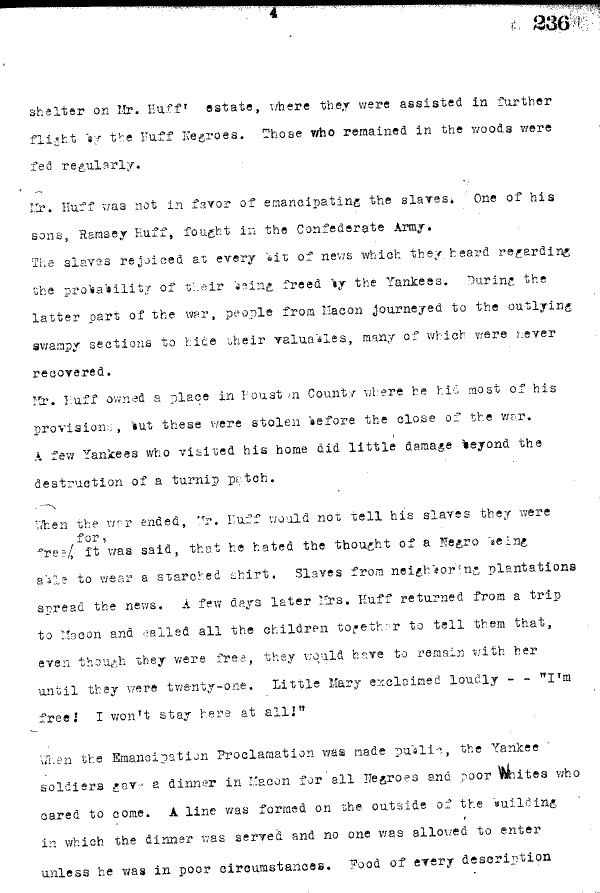 4
236
shelter on Mr. Huff' estate, where they were assisted in further
flight by the Huff Negroes.  Those who remained in the woods were
fed regularly.
Mr. Huff was not in favor of emancipating the slaves.  One of his
sons, Ramsey Huff, fought in the Confederate Army.
The slaves rejoiced at every bit of news which they heard regarding
the probability of their being freed by the Yankees.  During the
latter part of the war, people from Macon journeyed to the outlying
swampy sections to hide their valuables, many of which were never
recovered.
Mr. Huff owned a place in Houston County where he hid most of his
provisions, but these were stolen before the close of the war.
A few Yankees who visited his home did little damage beyond the
destruction of a turnip patch.
When the war ended, Mr. Huff would not tell his slaves they were
for,
free/ it was said, that he hated the thought of a Negro being
able to wear a starched shirt.  Slaves from neighboring plantations
spread the news.  A few days later Mrs. Huff returned from a trip
to Macon and called all the children together to tell them that,
even though they were free, they would have to remain with her
until they were twenty-one.  Little Mary exclaimed loudly - - "I'm
free!  I won't stay here at all!"
When the Emancipation Proclamation was made public, the Yankee
soldiers gave a dinner in Macon for all Negroes and poor Whites who
cared to come.  A line was formed on the outside of the building
in which the dinner was served and no one was allowed to enter
unless he was in poor circumstances.  Food of every description